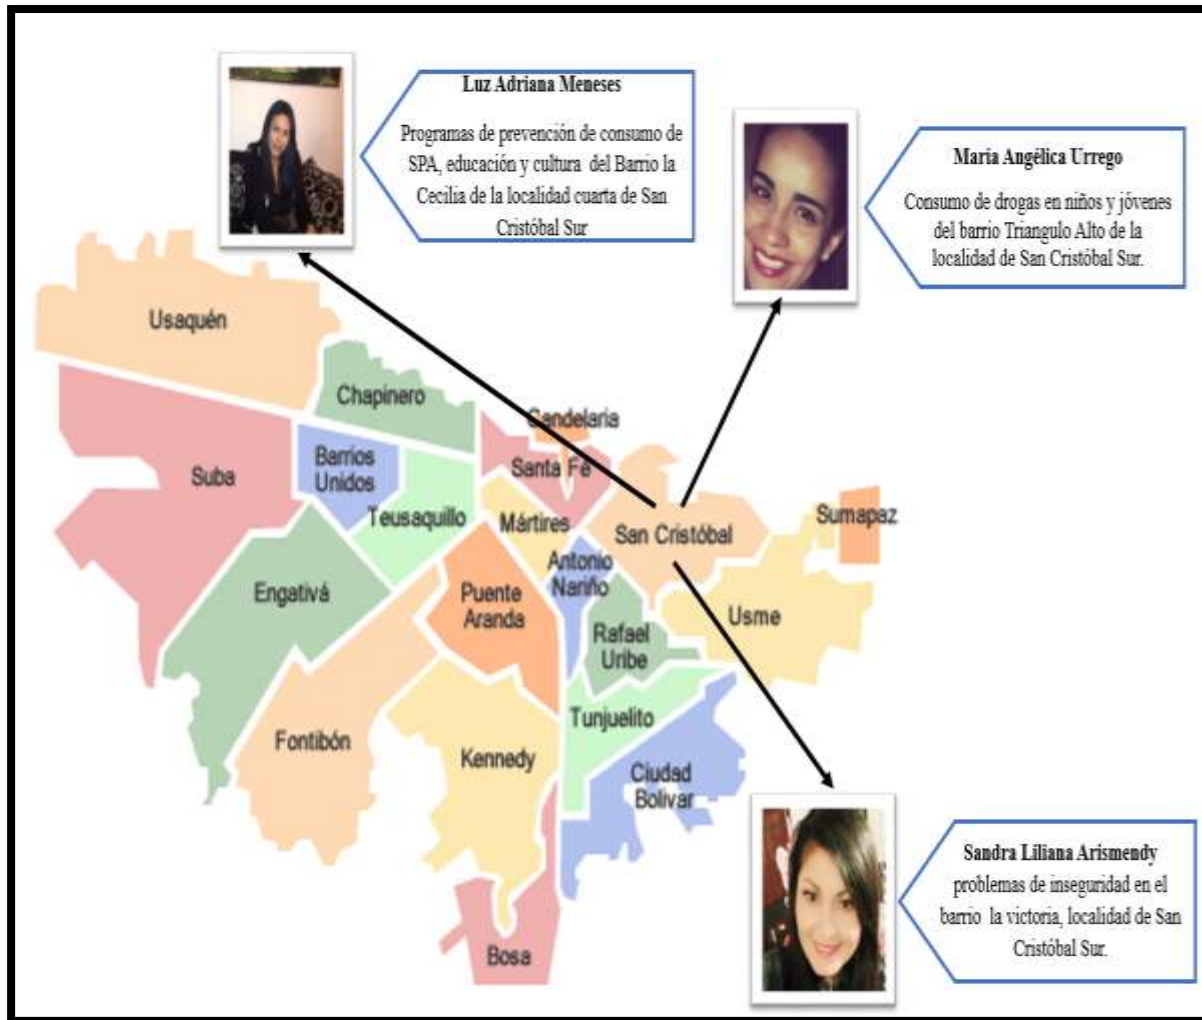 Luz Adriana Meneses
Programas de prevención de consumo de
SPA, educación y cultura del Barrio la
Cecilia de la localidad cuarta de San
Cristóbal Sur
Maria Angélica Urrego
Consumo de drogas en niños y jóvenes
del barrio Triangulo Alto de la
localidad de San Cristóbal Sur.
Usaquén
Chapinero
Candelaria
Suba
Barrios
Unidos
Santa Fé
Teusaquillo
Mártires
San Cristóbal
Sumapaz
Engativá
Puente
Aranda
Antonio
Nariño
Rafael
Uribe
Usme
Fontibón
Kennedy
Tunjuelito
Ciudad
Bolivar
Bosa
Sandra Liliana Arismendy
problemas de inseguridad en el
barrio la victoria, localidad de San
Cristóbal Sur.